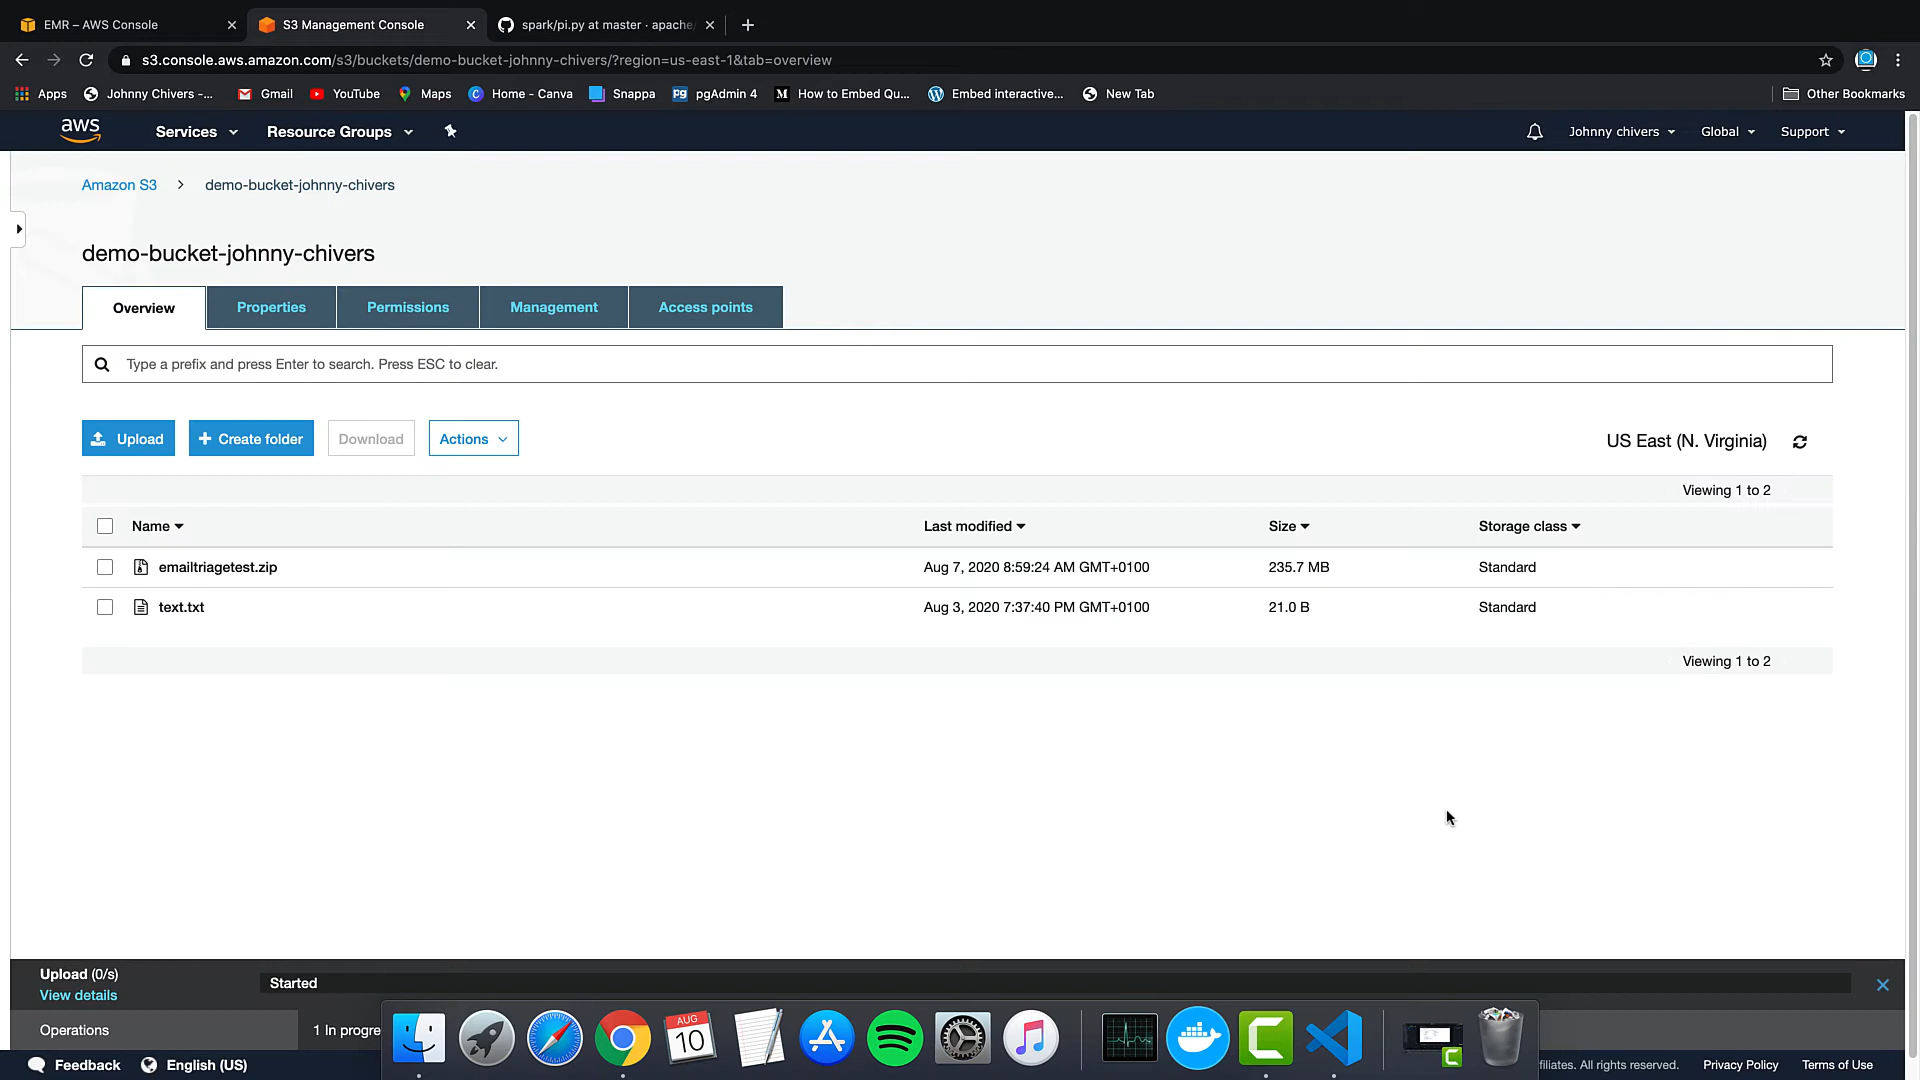 EMR – AWS Console
S3 Management Console
spark/pi.py at master · apache/
s3.console.aws.amazon.com/s3/buckets/demo-bucket-johnny-chivers/?region=us-east-1&tab=overview
Apps
Johnny Chivers -...
Gmail
YouTube
Maps
Home - Canva
Snappa
pgAdmin 4
How to Embed Qu...
Embed interactive...
New Tab
Other Bookmarks
aws
Services
Resource Groups
Johnny chivers
Global
Support
Amazon S3
demo-bucket-johnny-chivers
demo-bucket-johnny-chivers
Overview
Properties
Permissions
Management
Access points
Type a prefix and press Enter to search. Press ESC to clear.
Upload
Create folder
Download
Actions
US East (N. Virginia)
Viewing 1 to 2
Name
Last modified
Size
Storage class
emailtriagetest.zip
Aug 7, 2020 8:59:24 AM GMT+0100
235.7 MB
Standard
text.txt
Aug 3, 2020 7:37:40 PM GMT+0100
21.0 B
Standard
Viewing 1 to 2
Upload (0/s)
View details
Started
Operations
1 In progre
AUG
10
Feedback
English (US)
filiates. All rights reserved.
Privacy Policy
Terms of Use